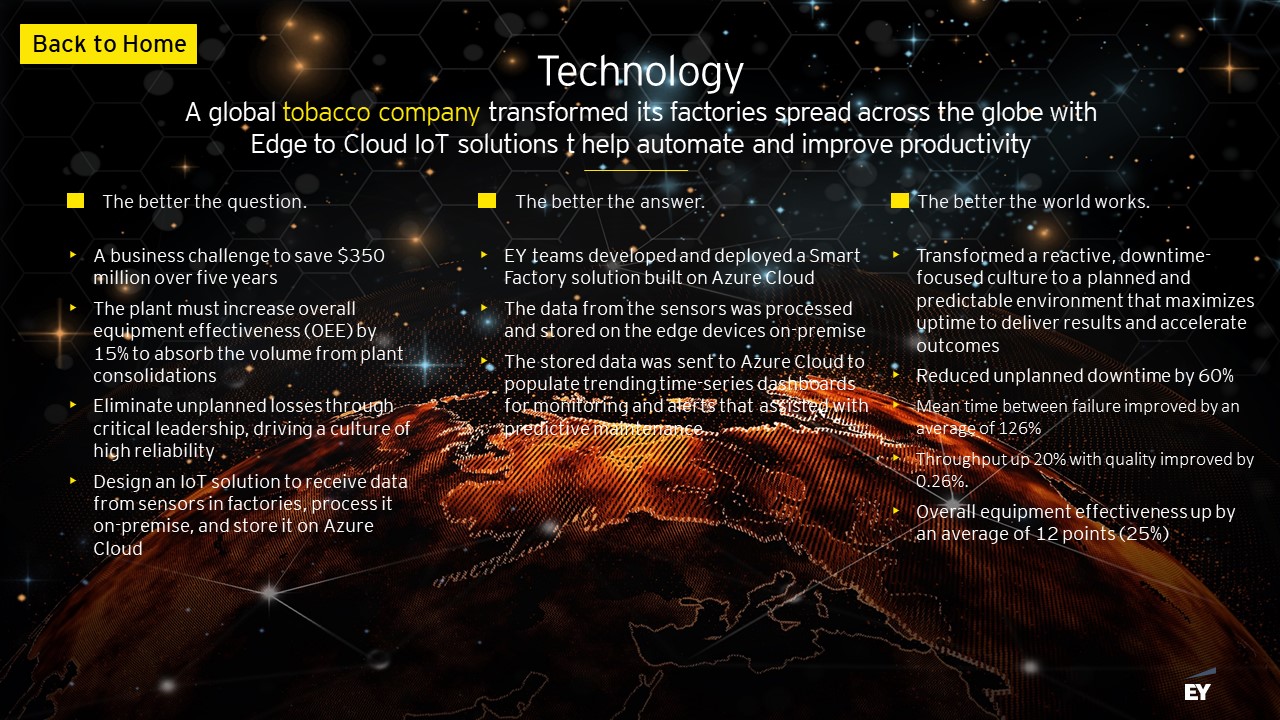 Back to Home
Technology
A global tobacco company transformed its factories spread across the globe with
Edge to Cloud IoT solutions t help automate and improve productivity
The better the question.
A business challenge to save $350
million over five years
The plant must increase overall
equipment effectiveness (OEE) by
15% to absorb the volume from plant
consolidations
Eliminate unplanned losses through
critical leadership, driving a culture of
high reliability
Design an IoT solution to receive data
from sensors in factories, process it
on-premise, and store it on Azure
Cloud
The better the answer.
EY teams developed and deployed a Smart
Factory solution built on Azure Cloud
The data from the sensors was processed
and stored on the edge devices on-premise
The stored data was sent to Azure Cloud to
populate trending time-series dashboards
for monitoring and alerts that assisted with
predictive maintenance
The better the world works.
Transformed a reactive, downtime-
focused culture to a planned and
predictable environment that maximizes
uptime to deliver results and accelerate
outcomes
Reduced unplanned downtime by 60%
Mean time between failure improved by an
average of 126%
Throughput up 20% with quality improved by
0.26%.
Overall equipment effectiveness up by
an average of 12 points (25%)
EY